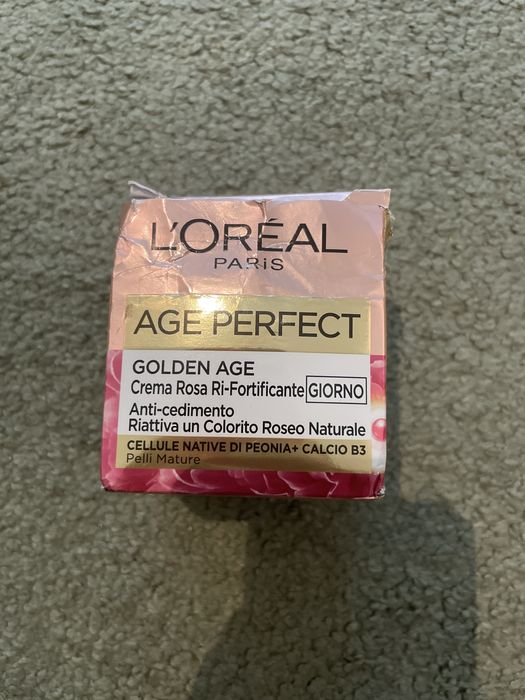 L'ORÉAL
PARIS
AGE PERFECT
GOLDEN AGE
Crema Rosa Ri-Fortificante GIORNO
Anti-cedimento
Riattiva un Colorito Roseo Naturale
CELLULE NATIVE DI PEONIA+ CALCIO B3
Pelli Mature